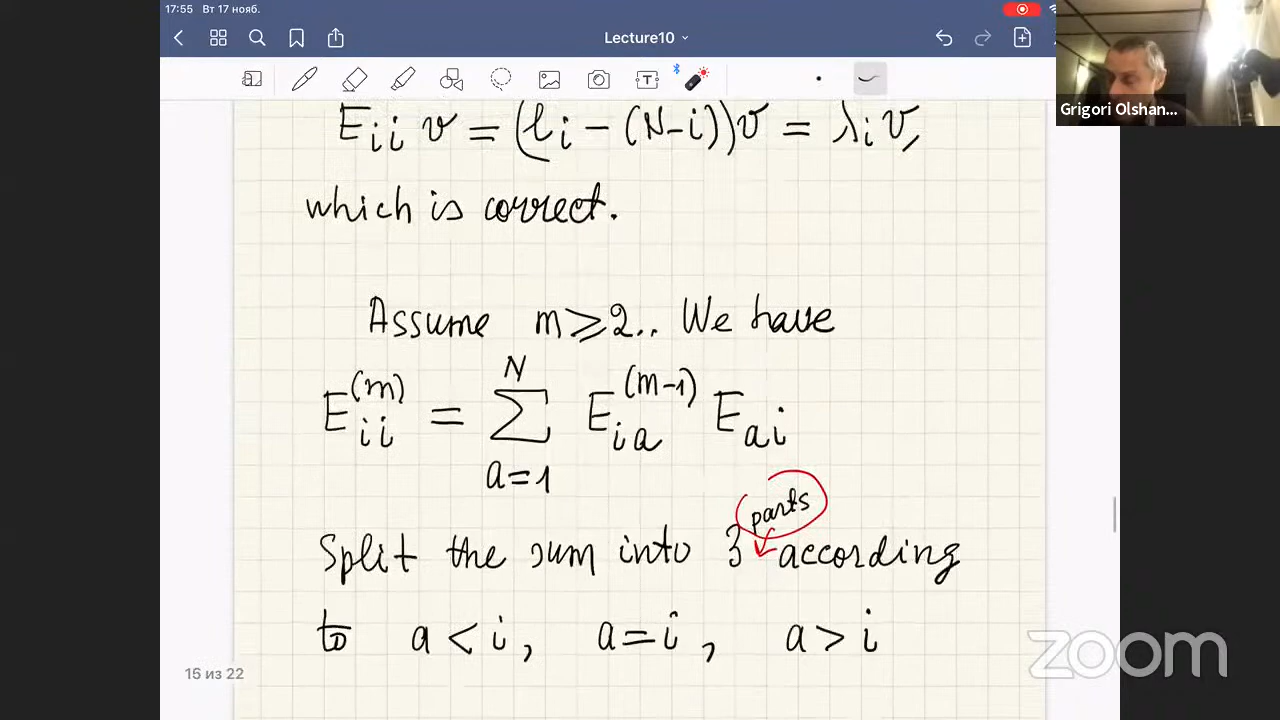 17:55 Вт 17 нояб.
Lecture10
Grigori Olshan...
E_{ii} v = (l_i - (N-i)) v = λ_i v,
which is correct.
Assume m ⩾ 2.. We have
E_{ii}^{(m)} = \sum_{a=1}^{N} E_{ia}^{(m-1)} E_{ai}
parts
Split the sum into 3 according
to a < i, a = i, a > i
15 из 22
zoom